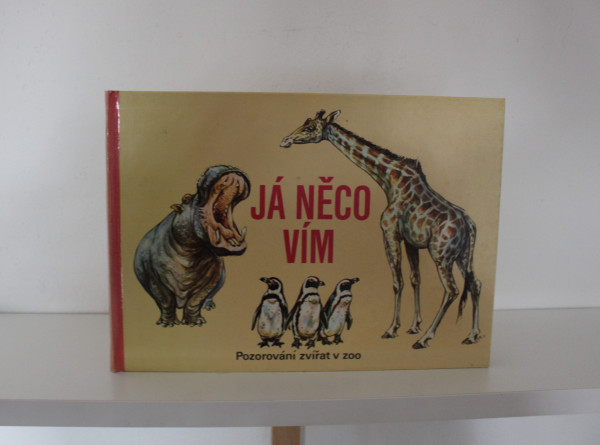 JÁ NĚCO
VÍM
Pozorování zvířat v zoo